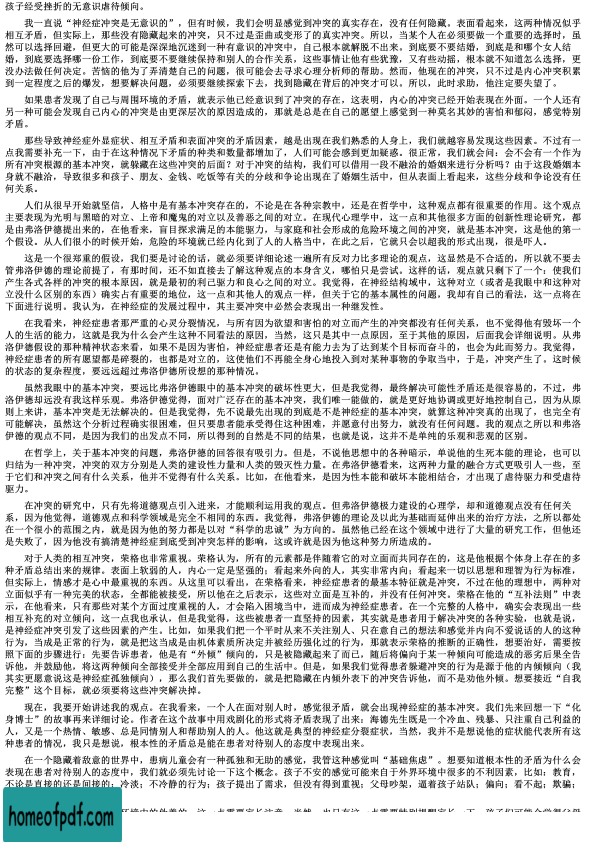 孩子经受挫折的无意识虐待倾向。
我一直说“神经症冲突是无意识的”，但有时候，我们会明显感觉到冲突的真实存在，没有任何隐藏。表面看起来，这两种情况似乎
相互矛盾，但实际上，那些没有隐藏起来的冲突，只不过是歪曲或变形了的真实冲突。所以，当某个人在必须要做一个重要的选择时，虽
然可以选择回避，但更大的可能是深深地沉迷到一种有意识的冲突中，自己根本就解脱不出来。到底要不要结婚，到底是和哪个女人结
婚，到底要选择哪一份工作，到底要不要继续保持和别人的合作关系，这些事情让他有些犹豫，又有些动摇，根本就不知道怎么选择，更
没办法做任何决定。苦恼的他为了弄清楚自己的问题，很可能会去寻求心理分析师的帮助。然而，他现在的冲突，只不过是内心冲突积累
到一定程度之后的爆发，想要解决问题，必须要继续探索下去，找到隐藏在背后的冲突才可以。所以，此时求助，他注定要失望了。
如果患者发现了自己与周围环境的矛盾，就表示他已经意识到了冲突的存在，这表明，内心的冲突已经开始表现在外面。一个人还有
另一种可能会发现自己内心的冲突是由更深层次的原因造成的，那就是总是在自己的愿望上感觉到一种莫名其妙的害怕和郁闷，感觉特别
矛盾。
那些导致神经症外显症状、相互矛盾和表面冲突的矛盾因素，越是出现在我们熟悉的人身上，我们就越容易发现这些因素。不过有一
点我需要补充一下，由于在这种情况下矛盾的种类和数量都增加了，人们可能会感到更加疑惑。很正常，我们就会问：会不会有一个作为
所有冲突根源的基本冲突，就躲藏在这些冲突的后面？对于冲突的结构，我们可以借用一段不融洽的婚姻来进行分析吗？由于这段婚姻本
身就不融洽，导致很多和孩子、朋友、金钱、吃饭等有关的分歧和争论出现在了婚姻生活中，但从表面上看起来，这些分歧和争论没有任
何关系。
人们从很早开始就坚信，人格中是有基本冲突存在的，不论是在各种宗教中，还是在哲学中，这种观点都有很重要的作用。这个观点
主要表现为光明与黑暗的对立、上帝和魔鬼的对立以及善恶之间的对立。在现代心理学中，这一点和其他很多方面的创新性理论研究，都
是由弗洛伊德提出来的，在他看来，盲目探求满足的本能驱力，与家庭和社会形成的危险环境之间的冲突，就是基本冲突，这是他的第一
个假设。从人们很小的时候开始，危险的环境就已经内化到了人的人格当中，在此之后，它就只会以超我的形式出现，很是吓人。
这是一个很郑重的假设，我们要是讨论的话，就必须要详细论述一遍所有反对力比多理论的观点，这显然是不合适的，所以就不要去
管弗洛伊德的理论前提了，有那时间，还不如直接去了解这种观点的本身含义，哪怕只是尝试。这样的话，观点就只剩下了一个：使我们
产生各式各样的冲突的根本原因，就是最初的利己驱力和良心之间的对立。我觉得，在神经结构域中，这种对立（或者是我眼中和这种对
立没什么区别的东西）确实占有重要的地位，这一点和其他人的观点一样，但关于它的基本属性的问题，我却有自己的看法，这一点将在
下面进行说明。我认为，在神经症的发展过程中，其主要冲突中必然会表现出一种继发性。
在我看来，神经症患者那严重的心灵分裂情况，与所有因为欲望和害怕的对立而产生的冲突都没有任何关系，也不觉得他有毁坏一个
人的生活的能力，这就是我为什么会产生这种不同看法的原因。当然，这只是其中一点原因，至于其他的原因，后面我会详细说明。从弗
洛伊德假设的那种精神状态来看，如果不是因为害怕，神经症患者还是有能力去为了达到某个目标而奋斗的，也会为此而努力。我觉得，
神经症患者的所有愿望都是碎裂的，也都是对立的，这使他们不再能全身心地投入到对某种事物的争取当中，于是，冲突产生了。这时候
的状态的复杂程度，要远远超过弗洛伊德所设想的那种情况。
虽然我眼中的基本冲突，要远比弗洛伊德眼中的基本冲突的破坏性更大，但是我觉得，最终解决可能性矛盾还是很容易的，不过，弗
洛伊德却远没有我这样乐观。弗洛伊德觉得，面对广泛存在的基本冲突，我们唯一能做的，就是更好地协调或更好地控制自己，因为从原
则上来讲，基本冲突是无法解决的。但是我觉得，先不说最先出现的到底是不是神经症的基本冲突，就算这种冲突真的出现了，也完全有
可能解决，虽然这个分析过程确实很困难，但只要患者能承受得住这种困难，并愿意付出努力，就没有任何问题。我的观点之所以和弗洛
伊德的观点不同，是因为我们的出发点不同，所以得到的自然是不同的结果，也就是说，这并不是单纯的乐观和悲观的区别。
在哲学上，关于基本冲突的问题，弗洛伊德的回答很有吸引力。但是，不说他思想中的各种暗示，单说他的生死本能的理论，也可以
归结为一种冲突，冲突的双方分别是人类的建设性力量和人类的毁灭性力量。在弗洛伊德看来，这两种力量的融合方式更吸引人一些，至
于它们和冲突之间有什么关系，他并不觉得有什么关系。比如，在他看来，是因为性本能和破坏本能相结合，才出现了虐待驱力和受虐待
驱力。
在冲突的研究中，只有先将道德观点引入进来，才能顺利运用我的观点。但弗洛伊德极力建设的心理学，却和道德观点没有任何关
系，因为他觉得，道德观点和科学领域是完全不相同的东西。我觉得，弗洛伊德的理论及以此为基础而延伸出来的治疗方法，之所以都处
在一个很小的范围之内，就是因为他的努力都是以对“科学的忠诚”为方向的。虽然他已经在这个领域中进行了大量的研究工作，但他还
是失败了，因为他没有搞清楚神经症到底受到冲突怎样的影响，这或许就是因为他这种努力所造成的。
对于人类的相互冲突，荣格也非常重视。荣格认为，所有的元素都是伴随着它的对立面而共同存在的，这是他根据个体身上存在的多
种矛盾总结出来的规律。表面上软弱的人，内心一定是坚强的；看起来外向的人，其实非常内向；看起来一切以思想和理智为行为标准，
但实际上，情感才是心中最重视的东西。从这里可以看出，在荣格看来，神经症患者的最基本特征就是冲突，不过在他的理想中，两种对
立面似乎有一种完美的状态，全都能被接受，所以他在之后表示，这些对立面是互补的，并没有任何冲突。荣格在他的“互补法则”中表
示，在他看来，只有那些对某个方面过度重视的人，才会陷入困境当中，进而成为神经症患者。在一个完整的人格中，确实会表现出一些
相互补充的对立倾向，这一点我也承认，但是我觉得，这些被患者一直坚持的因素，其实就是患者用于解决冲突的各种实验，也就是说，
是神经症冲突引发了这些因素的产生。比如，如果我们把一个平时从来不关注别人、只在意自己的想法和感觉并内向不爱说话的人的这种
行为，当成是正常的行为，就是把这当成是由机体素质所决定并被经历强化过的行为，那就表示荣格的推断的正确性，想要治好，需要按
照下面的步骤进行：先要告诉患者，他是有“外倾”的倾向的，只是被隐藏起来了而已，随后将偏向于某一种倾向可能造成的恶劣后果全告
诉他，并鼓励他，将这两种倾向全部接受并全部应用到自己的生活中。但是，如果我们觉得患者躲避冲突的行为是源于他的内倾倾向（我
其实更愿意说这是神经症孤独倾向），那么我们首先要做的，就是把隐藏在内倾外表下的冲突告诉他，而不是劝他外倾。想要接近“自我
完整”这个目标，就必须要将这些冲突解决掉。
现在，我要开始讲述我的观点。在我看来，一个人在面对别人时，感觉很矛盾，就会出现神经症的基本冲突。我们先来回想一下“化
身博士”的故事再来详细讨论。作者在这个故事中用戏剧化的形式将矛盾表现了出来：海德先生既是一个冷血、残暴、只注重自己利益的
人，又是一个热情、敏感、总是同情别人和帮助别人的人。他这就是典型的神经症分裂症状，当然，我并不是想说他的症状能代表所有这
种患者的情况，我只是想说，根本性的矛盾总是能在患者对待别人的态度中表现出来。
在一个隐藏着敌意的世界中，患病儿童会有一种孤独和无助的感觉，我管这种感觉叫“基础焦虑”。想要知道根本性的矛盾为什么会
表现在患者对待别人的态度中，我们就必须先讨论一下这个概念。孩子不安的感觉可能来自于外界环境中很多的不利因素，比如：教育，
不论是直接的还是间接的；冷淡；不冷静的行为；孩子提出了需求，但没有得到重视；父母吵架，逼着孩子站队；偏向；看不起；欺骗；
homeofpdf.com